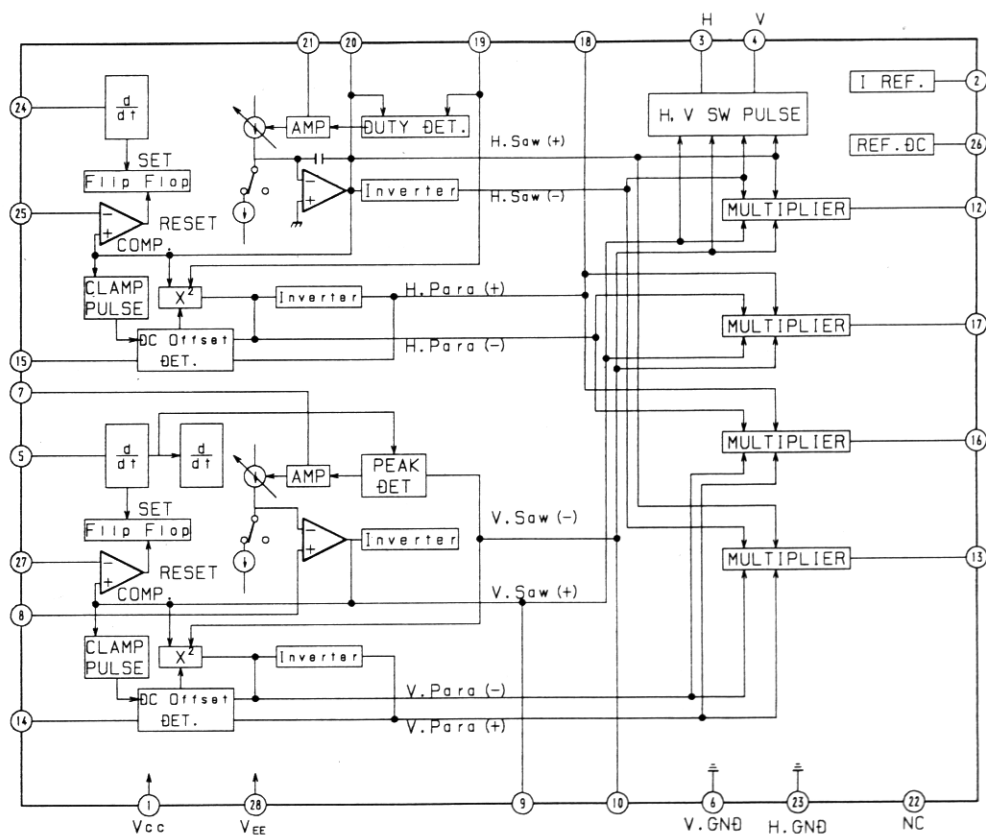 H V
21 20 19 18 3 4
24
d
dt
2
I REF.
AMP
DUTY DET.
H. V SW PULSE
26
REF.DC
SET
H.Saw (+)
Flip Flop
Inverter
H.Saw (-)
25
-
+
RESET
COMP.
-
+
MULTIPLIER
12
CLAMP
PULSE
X2
Inverter
H.Para (+)
MULTIPLIER
17
15
DC Offset
DET.
H.Para (-)
7
5
d
dt
d
dt
AMP
PEAK
DET
MULTIPLIER
16
SET
Flip Flop
V.Saw (-)
Inverter
27
-
+
RESET
COMP.
-
+
MULTIPLIER
13
8
V.Saw (+)
CLAMP
PULSE
X2
Inverter
14
DC Offset
DET.
V.Para (-)
V.Para (+)
1 28 9 10 6 23 22
Vcc VEE V.GND H.GND NC